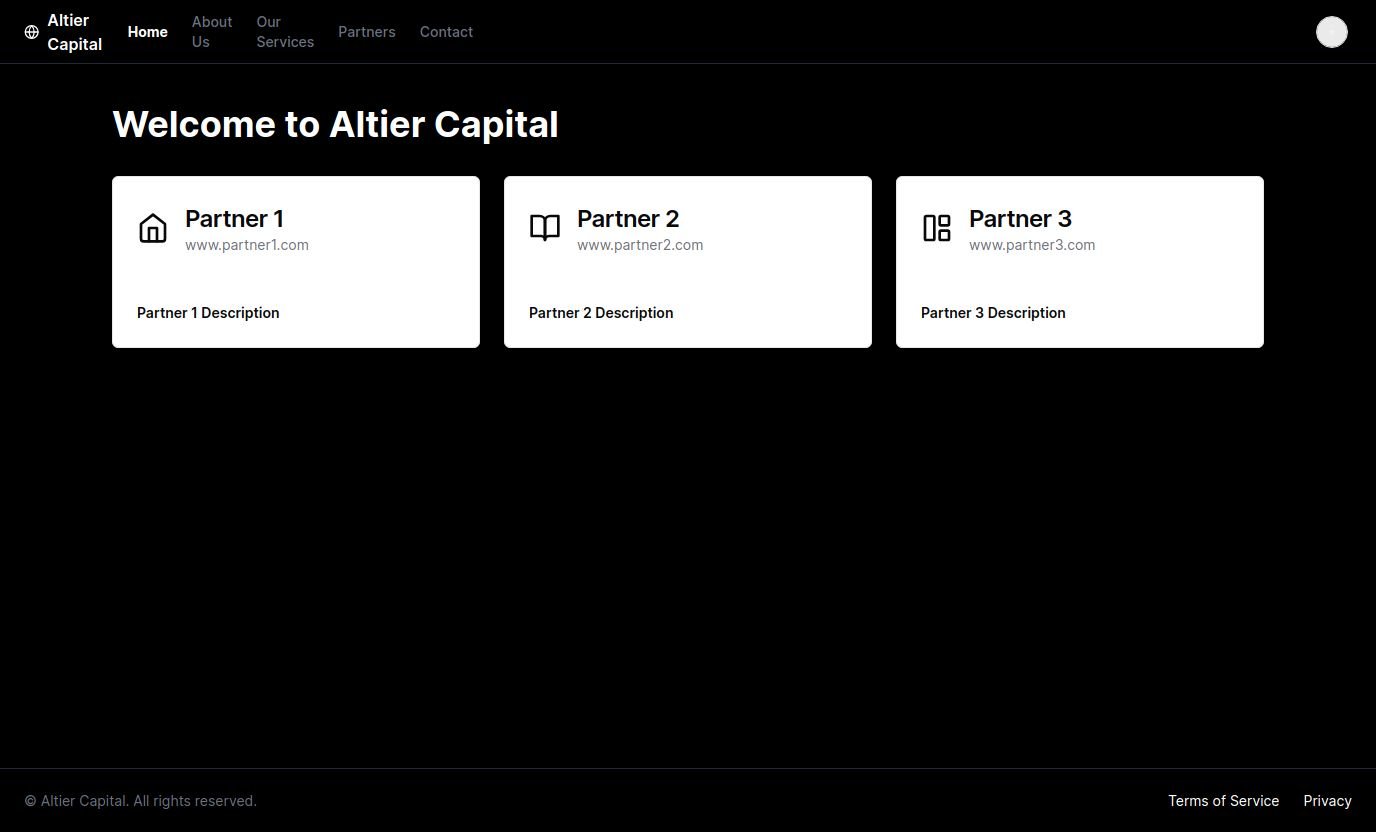 Altier
Capital
Home
About
Us
Our
Services
Partners
Contact
Welcome to Altier Capital
Partner 1
www.partner1.com
Partner 1 Description
Partner 2
www.partner2.com
Partner 2 Description
Partner 3
www.partner3.com
Partner 3 Description
© Altier Capital. All rights reserved.
Terms of Service
Privacy